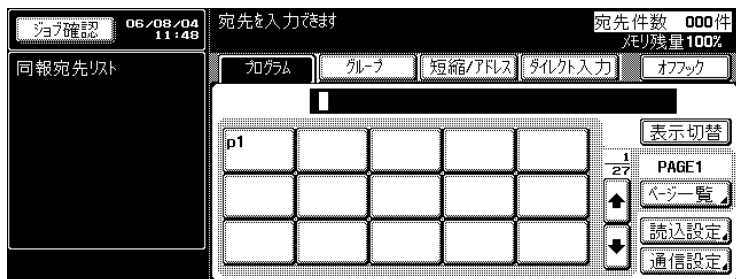 ジョブ確認
06/08/04
11:48
宛先を入力できます
宛先件数 000件
メモリ残量100%
同報宛先リスト
プログラム
グループ
短縮/アドレス
ダイレクト入力
オフフック
表示切替
p1
1
27
PAGE1
ページ一覧
読込設定
通信設定